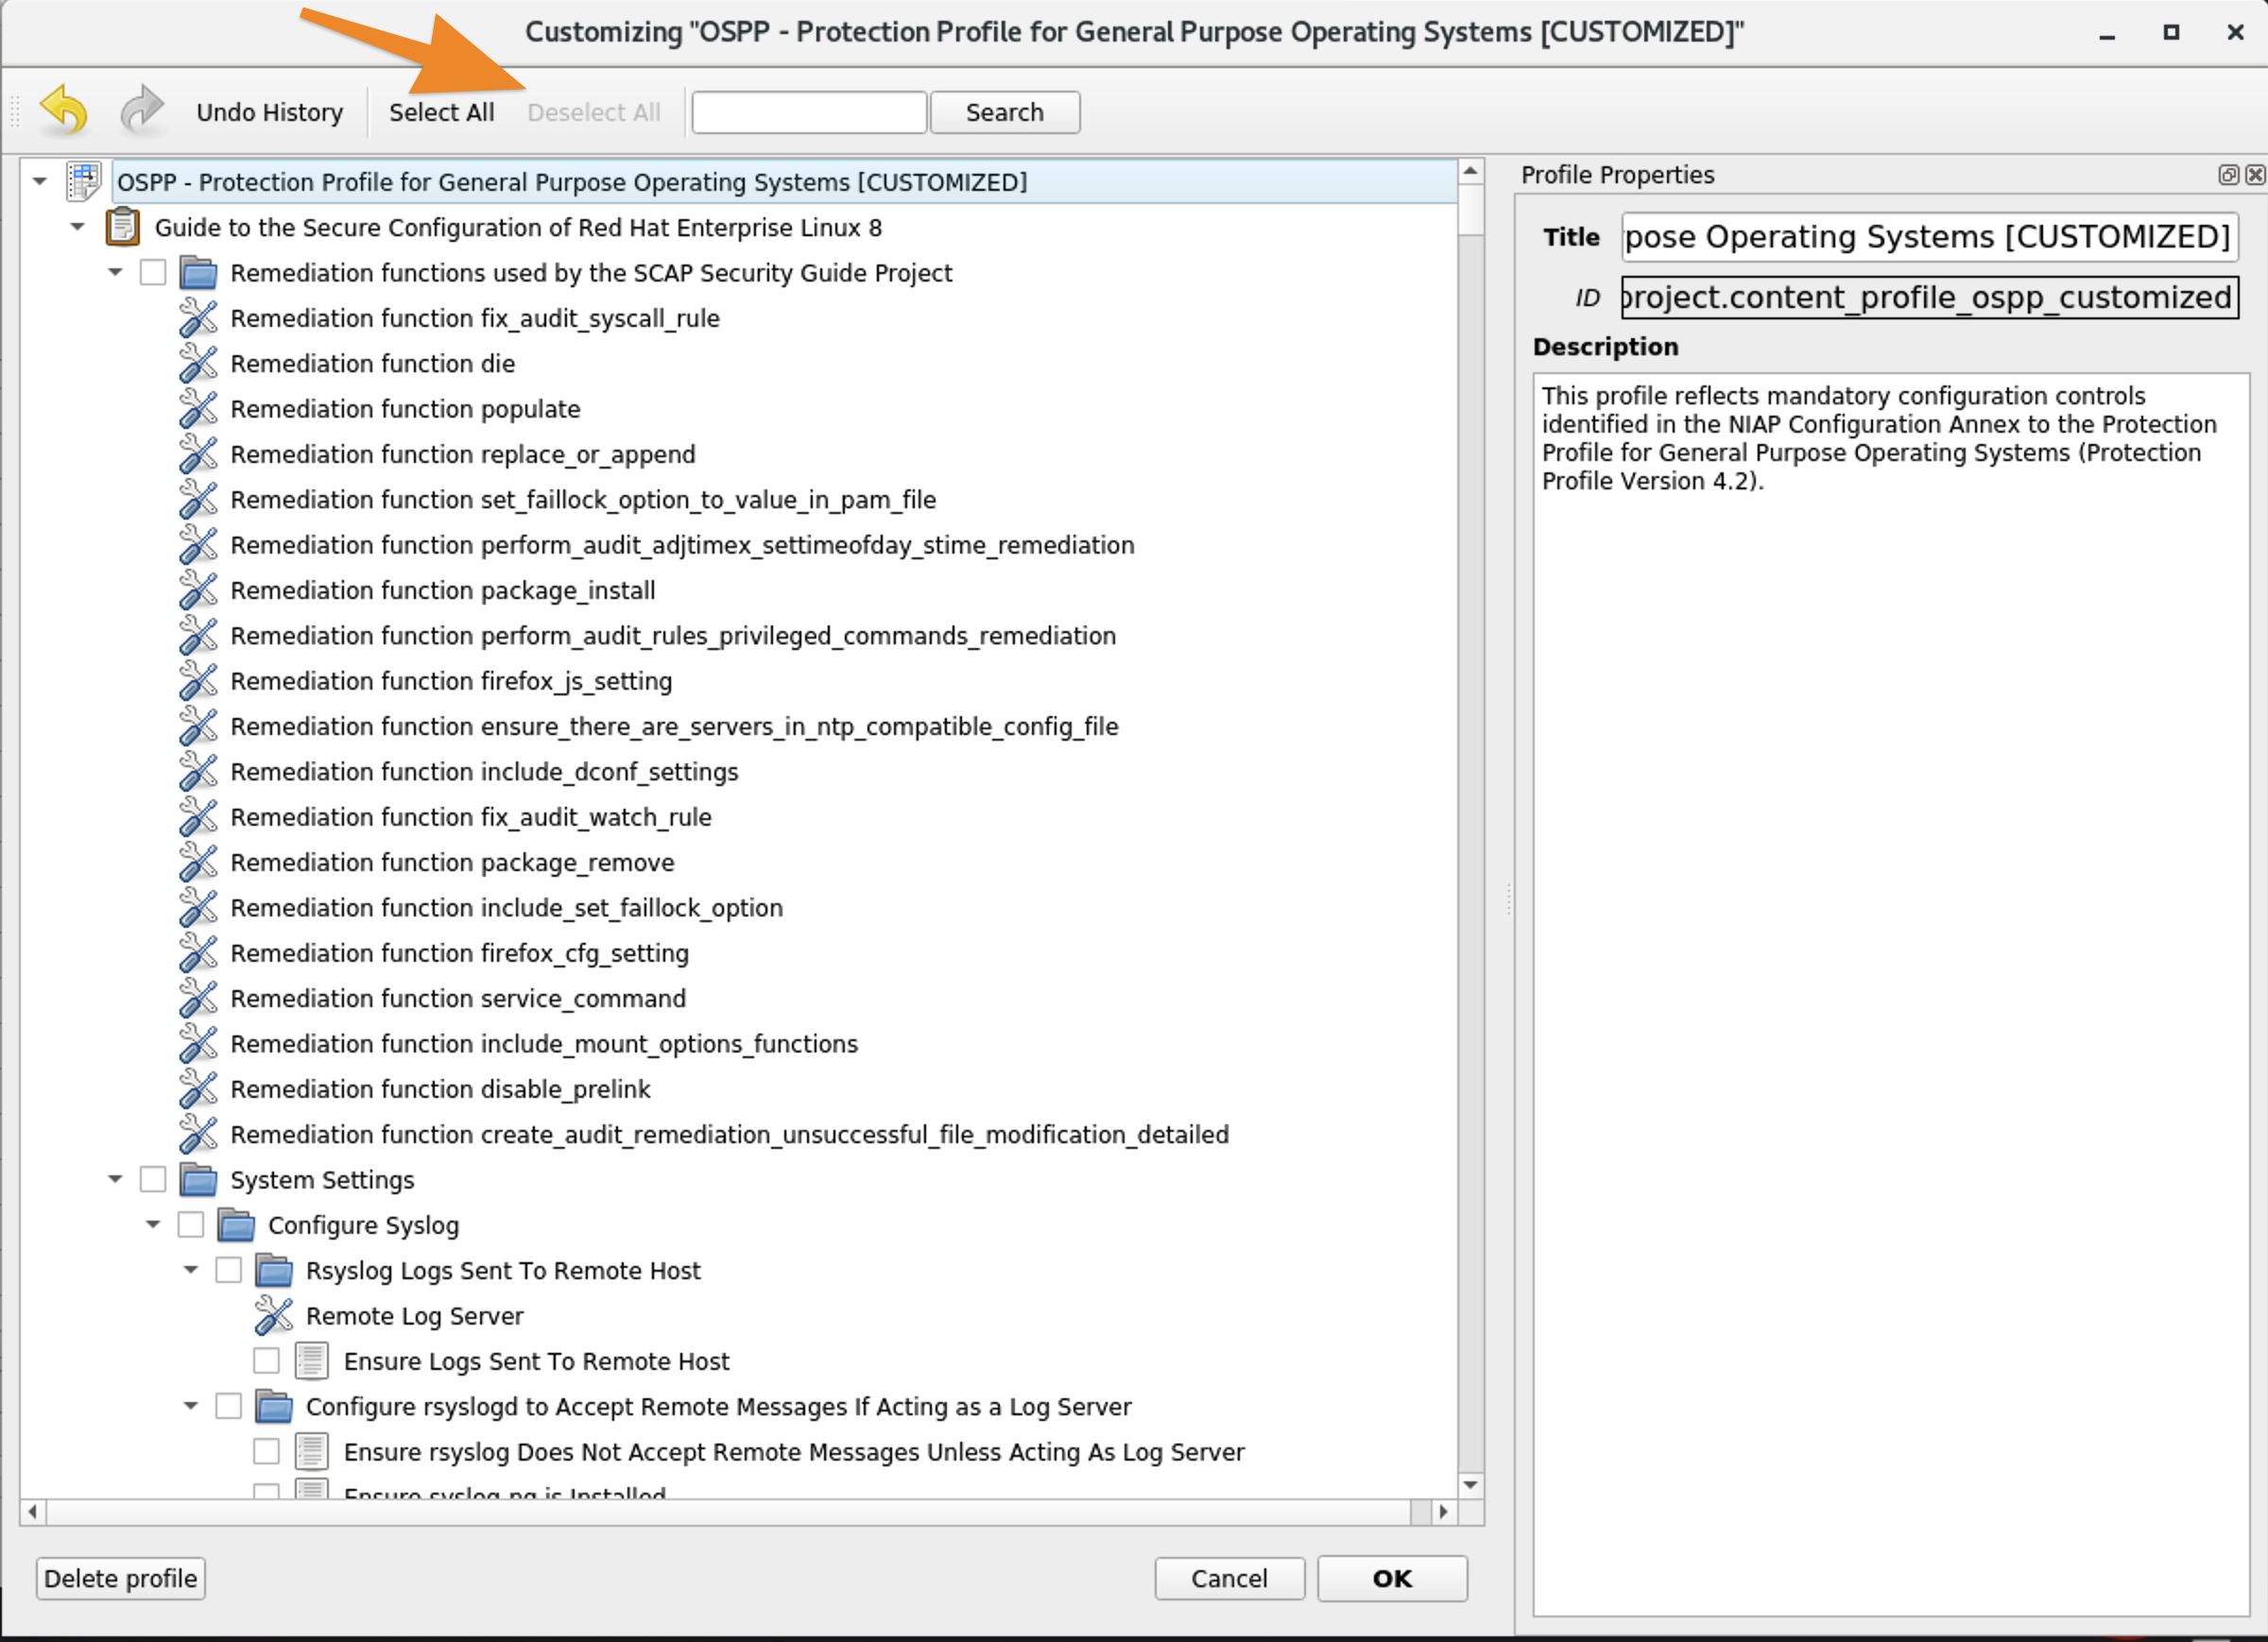 Customizing "OSPP - Protection Profile for General Purpose Operating Systems [CUSTOMIZED]"
Undo History
Select All
Deselect All
Search
OSPP - Protection Profile for General Purpose Operating Systems [CUSTOMIZED]
Guide to the Secure Configuration of Red Hat Enterprise Linux 8
Remediation functions used by the SCAP Security Guide Project
Remediation function fix_audit_syscall_rule
Remediation function die
Remediation function populate
Remediation function replace_or_append
Remediation function set_faillock_option_to_value_in_pam_file
Remediation function perform_audit_adjtimex_settimeofday_stime_remediation
Remediation function package_install
Remediation function perform_audit_rules_privileged_commands_remediation
Remediation function firefox_js_setting
Remediation function ensure_there_are_servers_in_ntp_compatible_config_file
Remediation function include_dconf_settings
Remediation function fix_audit_watch_rule
Remediation function package_remove
Remediation function include_set_faillock_option
Remediation function firefox_cfg_setting
Remediation function service_command
Remediation function include_mount_options_functions
Remediation function disable_prelink
Remediation function create_audit_remediation_unsuccessful_file_modification_detailed
System Settings
Configure Syslog
Rsyslog Logs Sent To Remote Host
Remote Log Server
Ensure Logs Sent To Remote Host
Configure rsyslogd to Accept Remote Messages If Acting as a Log Server
Ensure rsyslog Does Not Accept Remote Messages Unless Acting As Log Server
Ensure syslog-ng is Installed
Delete profile
Cancel
OK
Profile Properties
Title
pose Operating Systems [CUSTOMIZED]
ID
project.content_profile_ospp_customized
Description
This profile reflects mandatory configuration controls
identified in the NIAP Configuration Annex to the Protection
Profile for General Purpose Operating Systems (Protection
Profile Version 4.2).